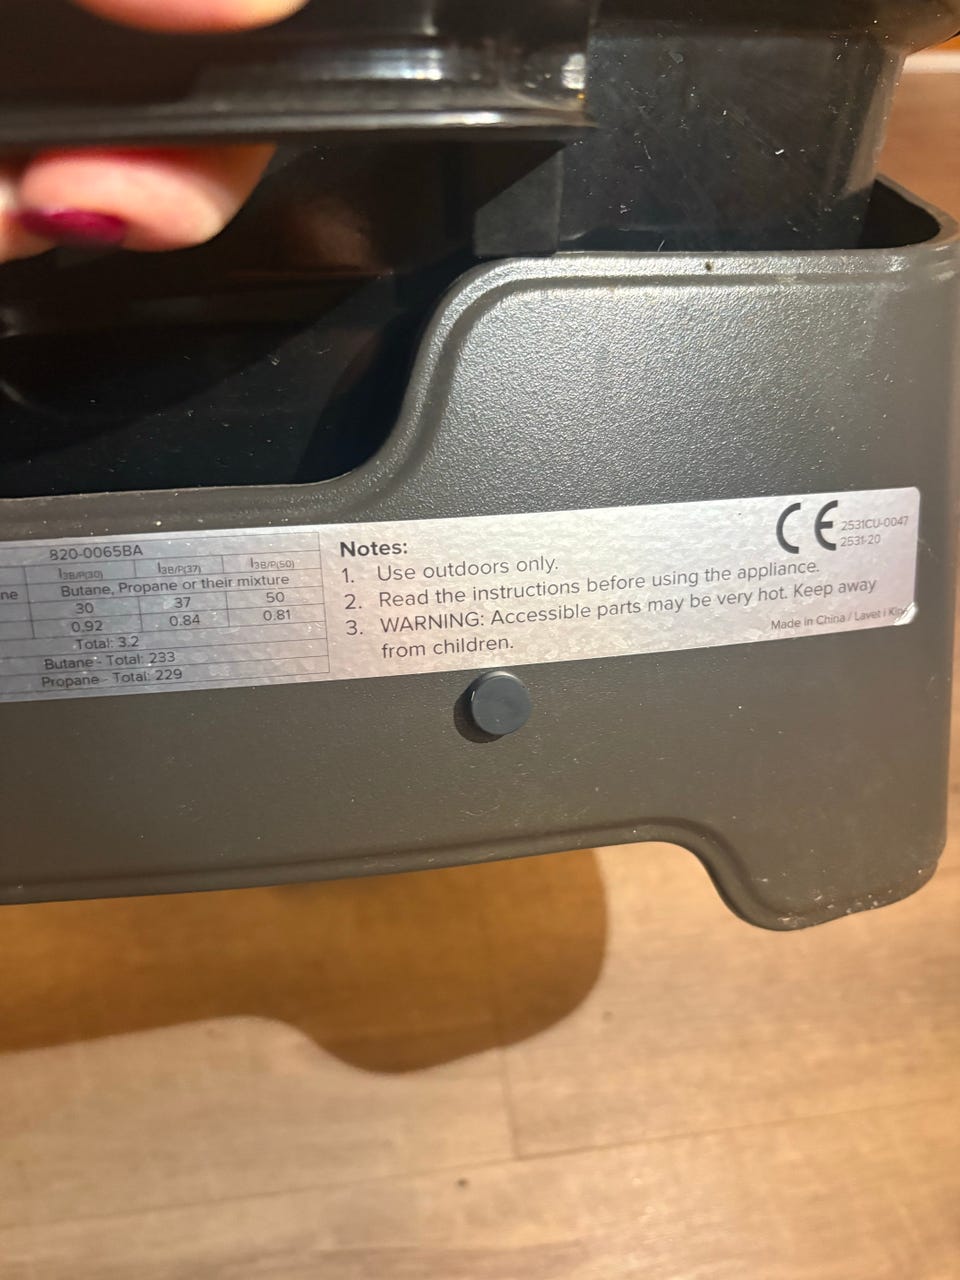 820-0065BA
I3B/P(30) I3B/P(37) I3B/P(50)
ne Butane, Propane or their mixture
30 37 50
0.92 0.84 0.81
Total: 3.2
Butane - Total: 233
Propane - Total: 229
Notes:
1. Use outdoors only.
2. Read the instructions before using the appliance.
3. WARNING: Accessible parts may be very hot. Keep away
from children.
CE 2531CU-0047
2531-20
Made in China / Lavet i